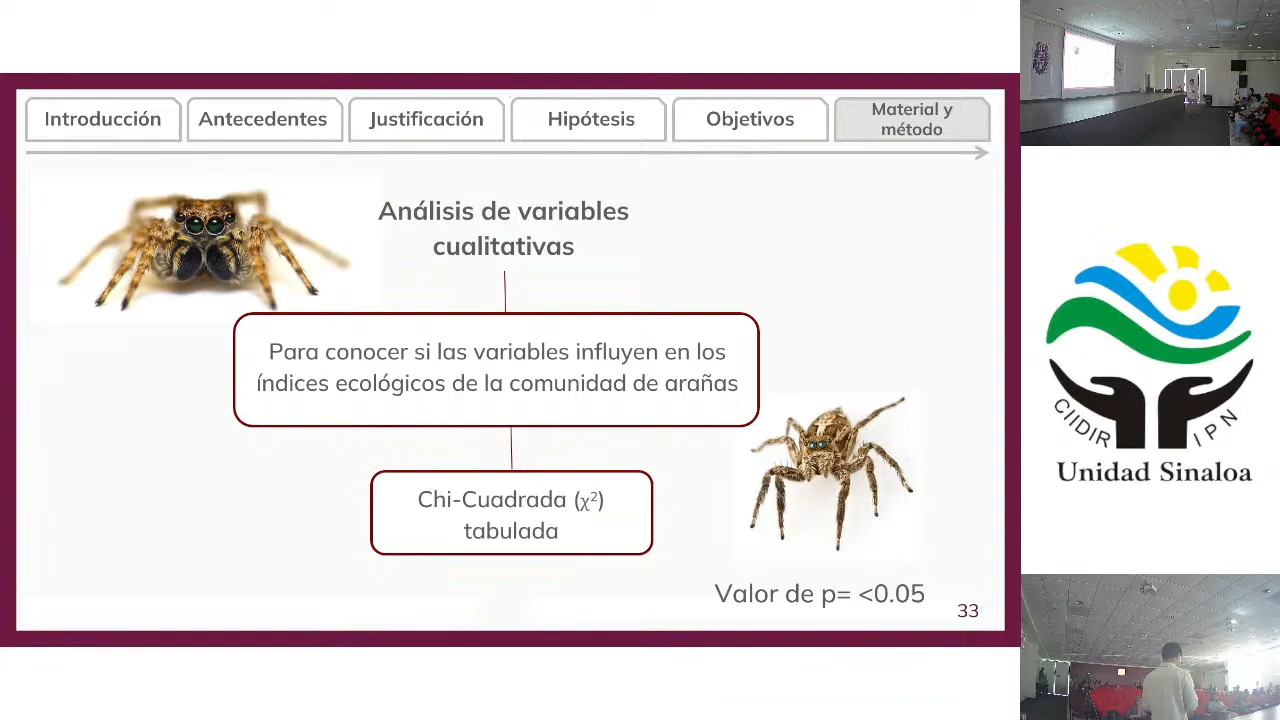 Introducción
Antecedentes
Justificación
Hipótesis
Objetivos
Material y
método
Análisis de variables
cualitativas
Para conocer si las variables influyen en los
índices ecológicos de la comunidad de arañas
Chi-Cuadrada (χ²)
tabulada
Valor de p= <0.05
33
CIIDIR IPN
Unidad Sinaloa